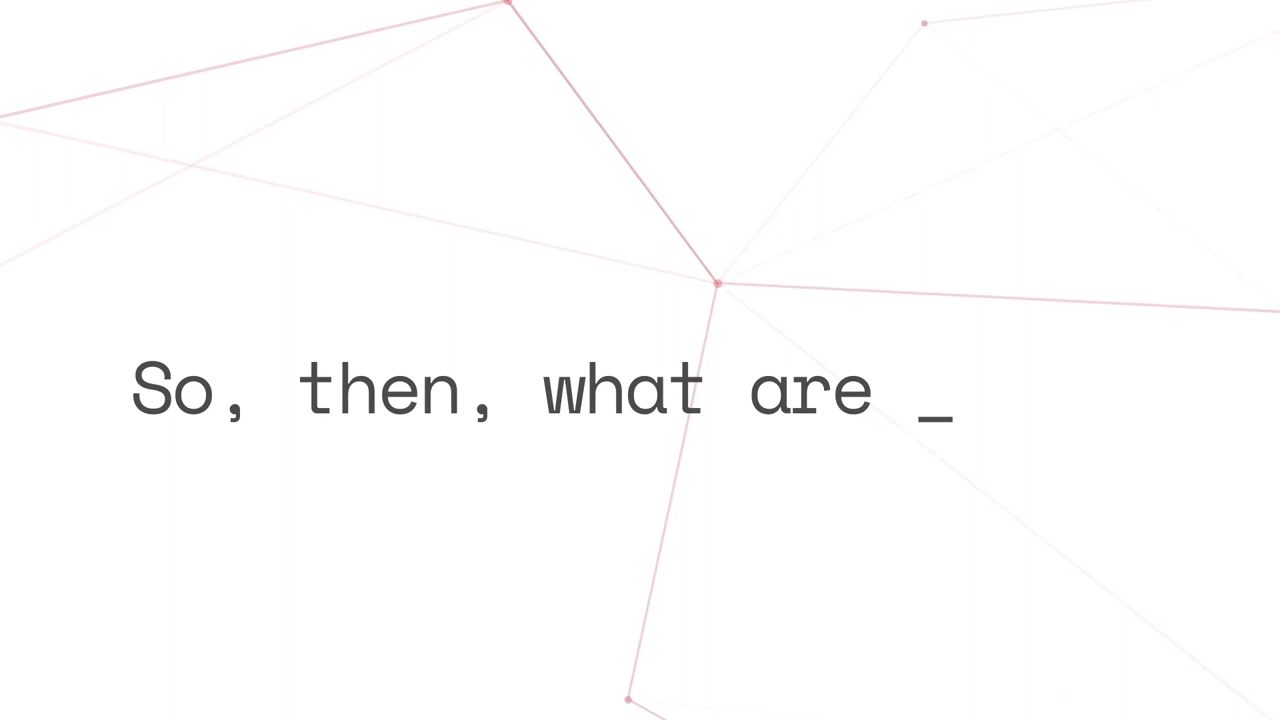 So, then, what are _